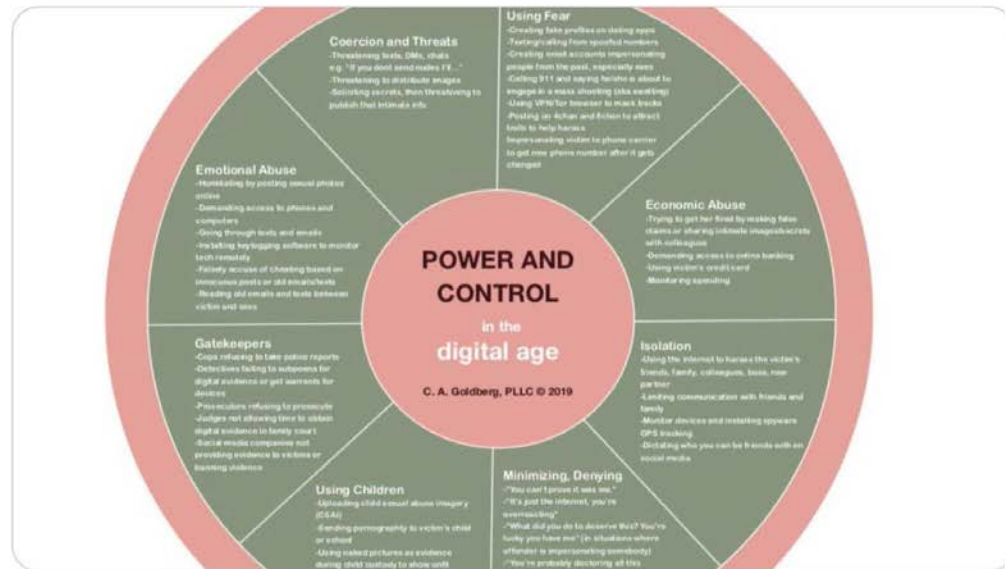 Using Fear
-Creating fake profiles on dating apps
-Texting/calling from spoofed numbers
-Creating email accounts impersonating
people from the past, especially exes
-Calling 911 and saying he/she is about to
engage in a mass shooting (aka swatting)
-Using VPN/Tor browser to mask tracks
-Posting on 4chan and to attract
trolls to help harass
Impersonating victim to phone carrier
to get new phone number after it gets
changed
Economic Abuse
-Trying to get her fired by making false
claims or sharing intimate images/secrets
with colleagues
-Demanding access to online banking
-Using victim's credit card
-Monitoring spending
Isolation
-Using the internet to harass the victim's
friends, family, colleagues, boss, new
partner
-Limiting communication with friends and
family
-Monitor devices and installing spyware
GPS tracking
-Dictating who you can be friends with on
social media
Minimizing, Denying
-"You can't prove it was me."
-"It's just the internet, you're
overreacting"
-"What did you do to deserve this? You're
lucky you have me" (in situations where
offender is impersonating somebody)
-"You're probably doctoring all this
Using Children
-Uploading child sexual abuse imagery
(CSAI)
-Sending pornography to victim's child
or school
-Using naked pictures as evidence
during child custody to show unfit
Gatekeepers
-Cops refusing to take police reports
-Detectives failing to subpoena for
digital evidence or get warrants for
devices
-Prosecutors refusing to prosecute
-Judges not allowing time to obtain
digital evidence in family court
-Social media companies not
providing evidence to victims or
banning violence
Emotional Abuse
-Humiliating by posting sexual photos
online
-Demanding access to phones and
computers
-Going through texts and emails
-Installing keylogging software to monitor
tech remotely
-Falsely accuse of cheating based on
innocuous posts or old emails/texts
-Reading old emails and texts between
victim and exes
Coercion and Threats
-Threatening texts, DMs, chats
e.g. "If you dont send nudes I'll..."
-Threatening to distribute images
-Soliciting secrets, then threatening to
publish that intimate info
POWER AND
CONTROL
in the
digital age
C. A. Goldberg, PLLC © 2019